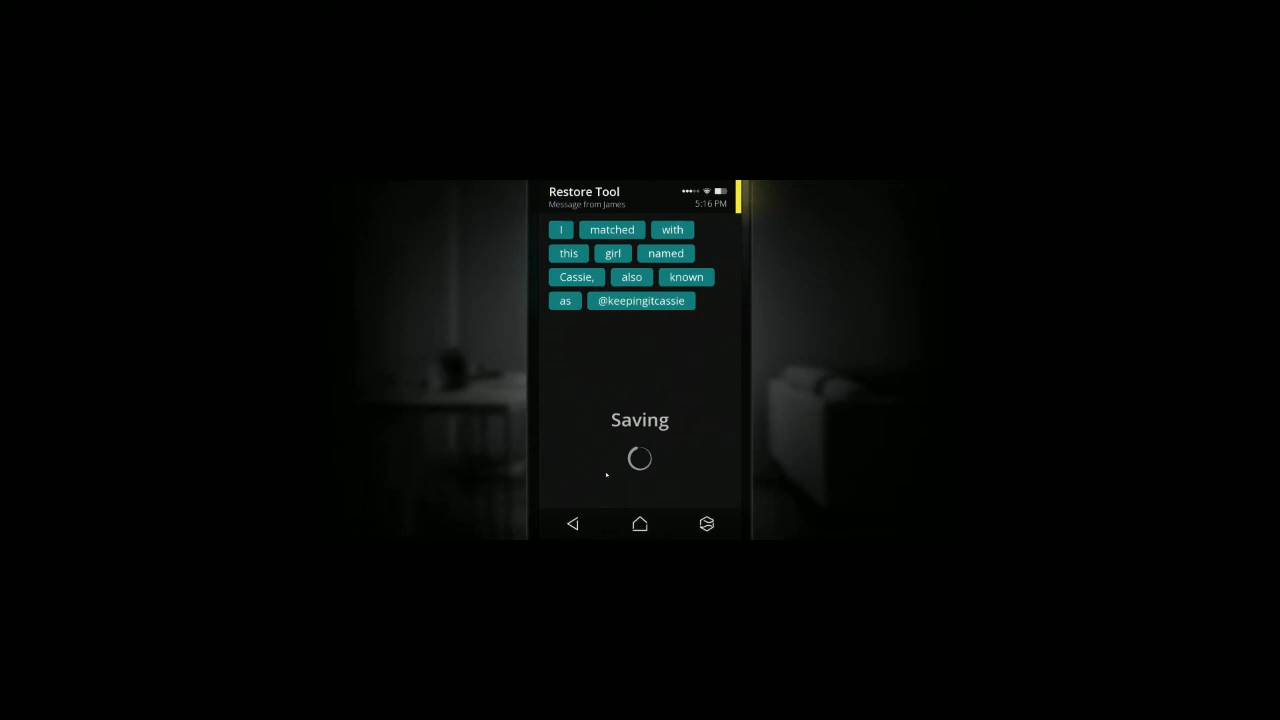 Restore Tool
Message from James
5:16 PM
I matched with
this girl named
Cassie, also known
as @keepingitcassie
Saving